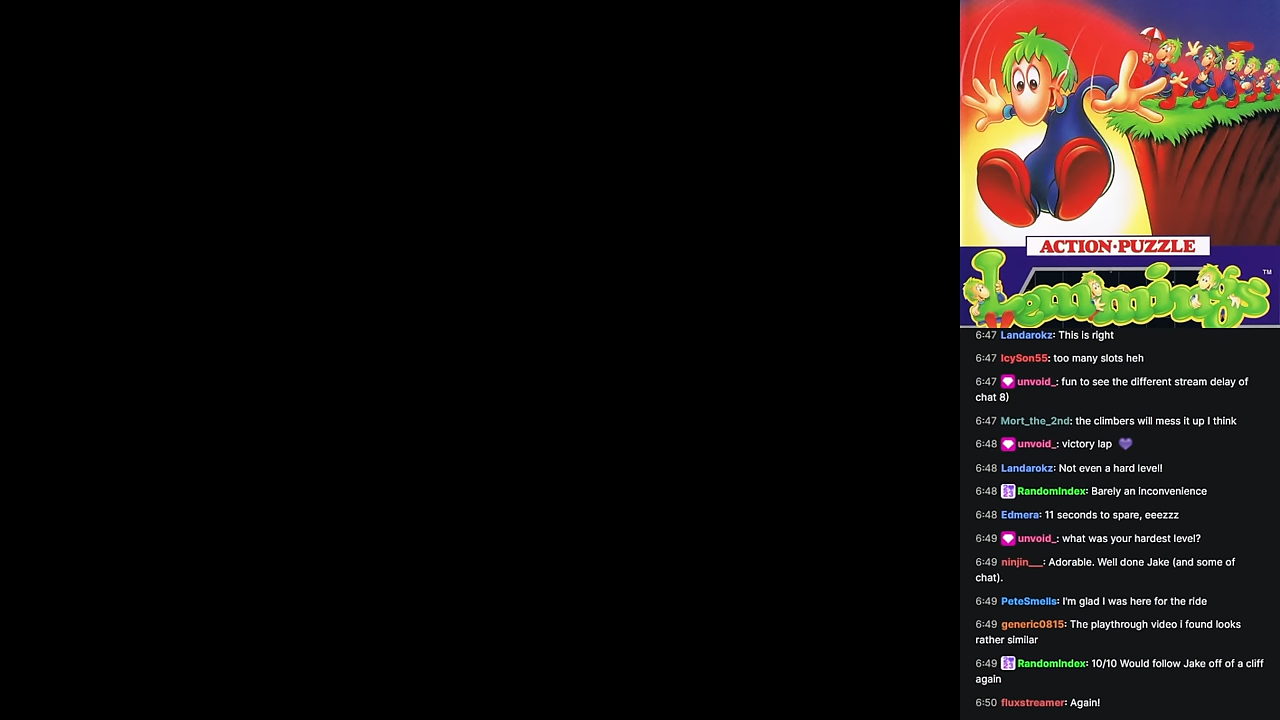 ACTION·PUZZLE
Lemmings
TM
6:47 Landarokz: This is right
6:47 IcySon55: too many slots heh
6:47 unvoid_: fun to see the different stream delay of
chat 8)
6:47 Mort_the_2nd: the climbers will mess it up I think
6:48 unvoid_: victory lap 💜
6:48 Landarokz: Not even a hard level!
6:48 RandomIndex: Barely an inconvenience
6:48 Edmera: 11 seconds to spare, eeezzz
6:49 unvoid_: what was your hardest level?
6:49 ninjin___: Adorable. Well done Jake (and some of
chat).
6:49 PeteSmells: I'm glad I was here for the ride
6:49 generic0815: The playthrough video i found looks
rather similar
6:49 RandomIndex: 10/10 Would follow Jake off of a cliff
again
6:50 fluxstreamer: Again!